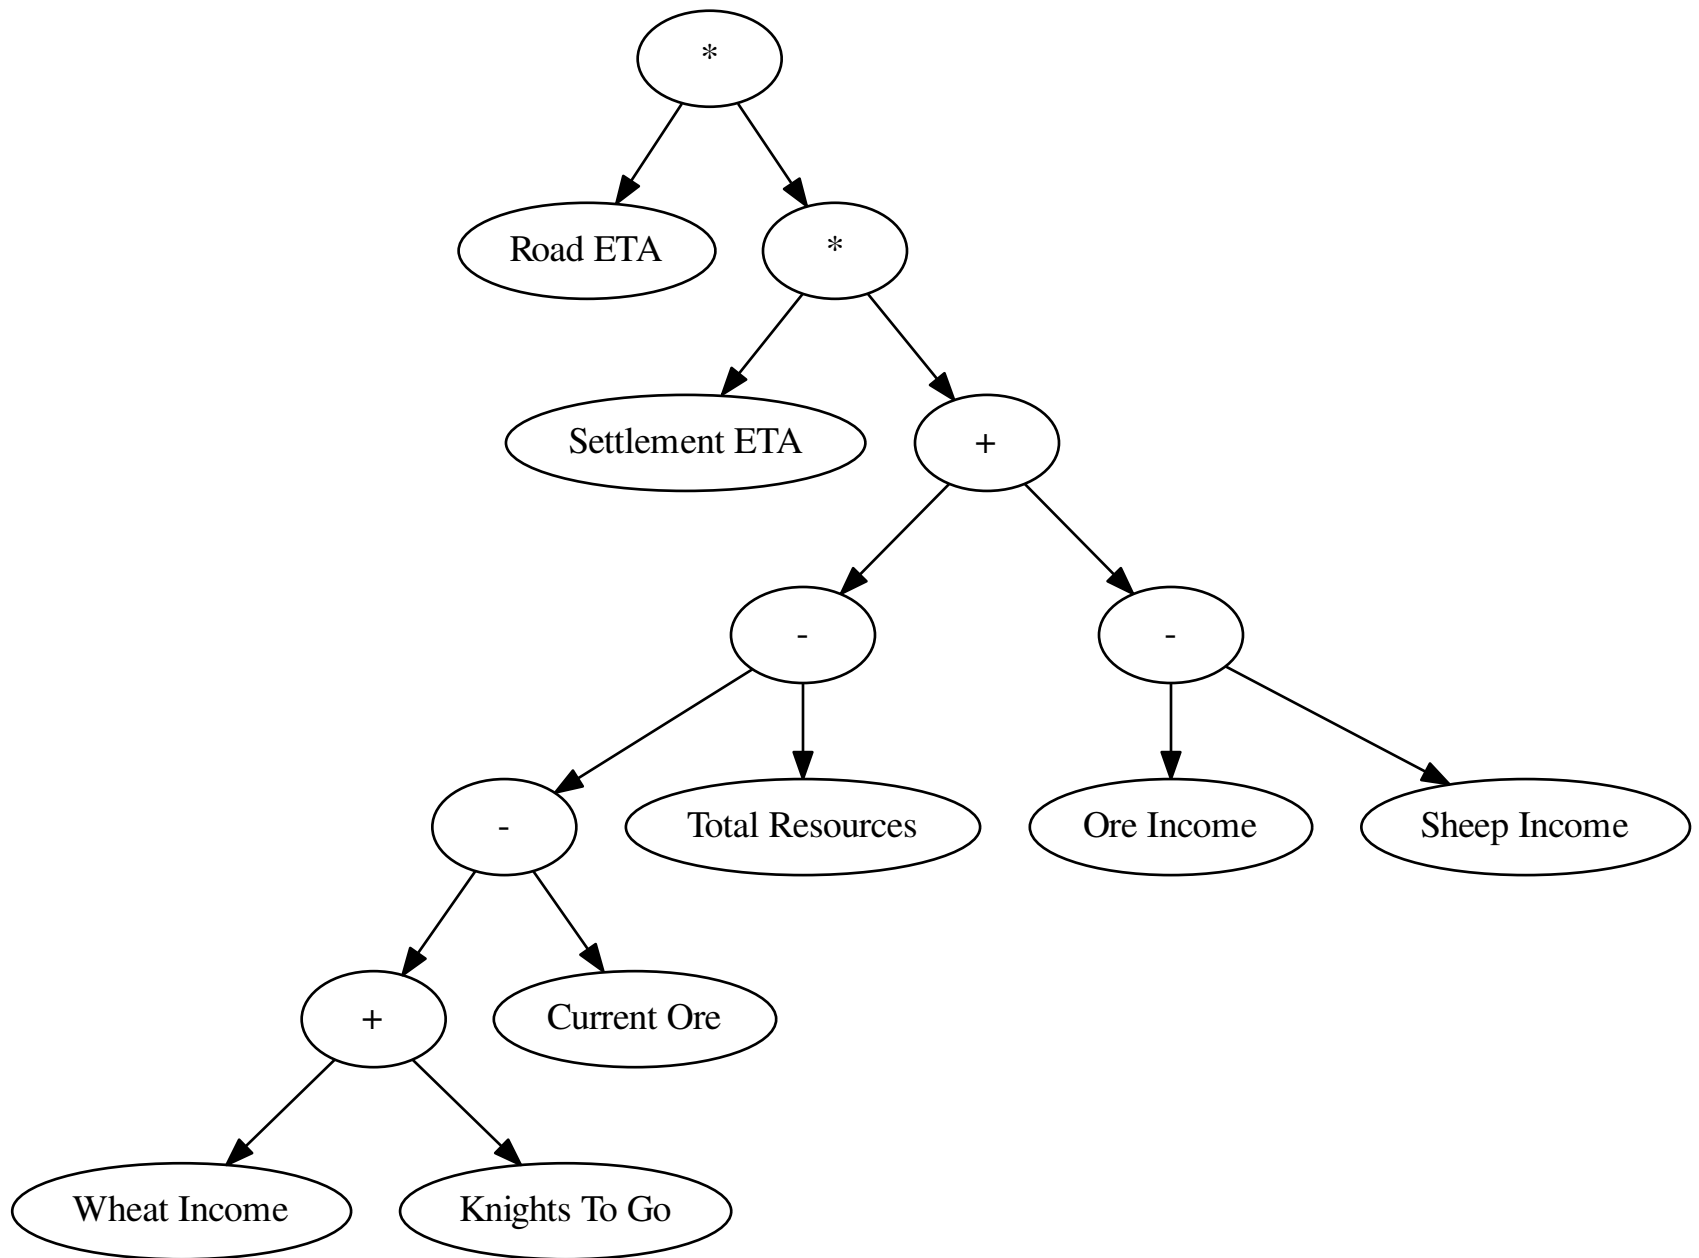 *
Road ETA
*
Settlement ETA
+
-
-
-
Total Resources
Ore Income
Sheep Income
+
Current Ore
Wheat Income
Knights To Go